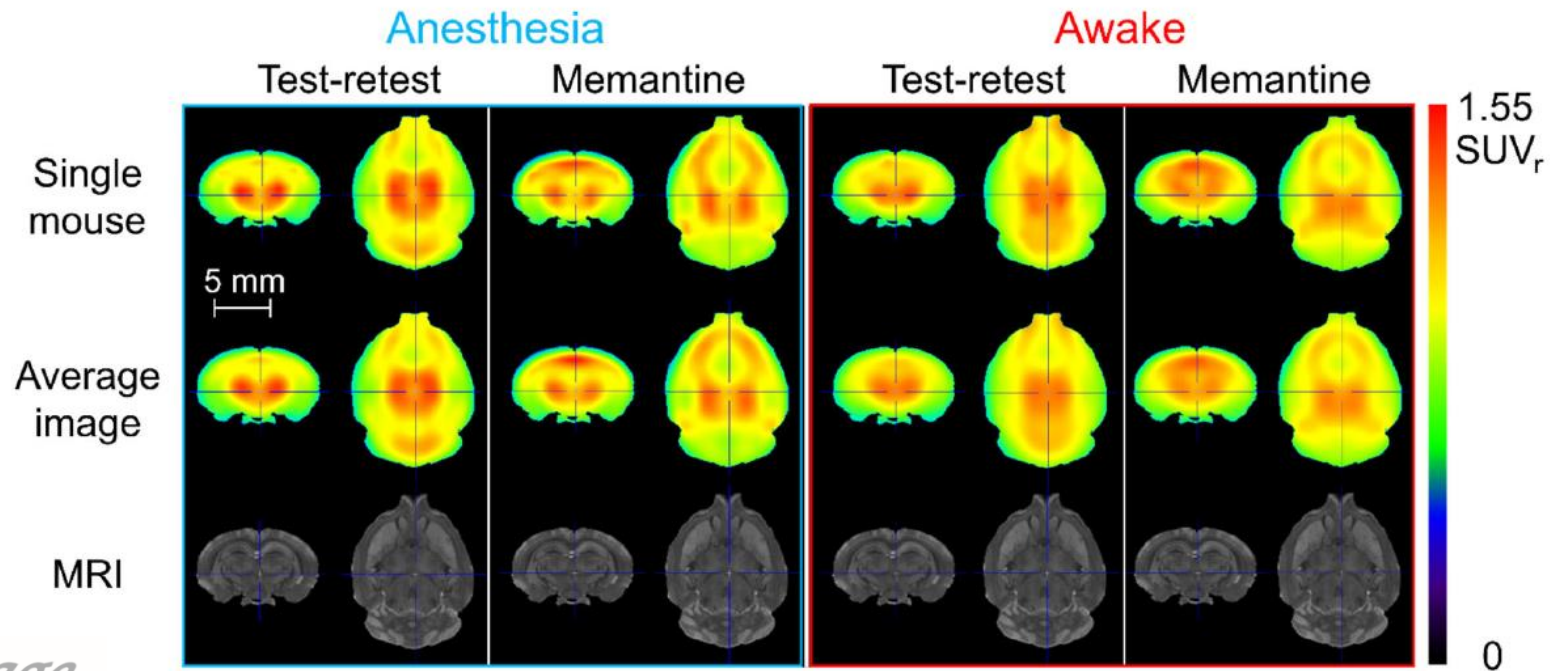 Anesthesia Awake
Test-retest Memantine Test-retest Memantine
1.55
SUVr
Single
mouse
5 mm
Average
image
MRI
0